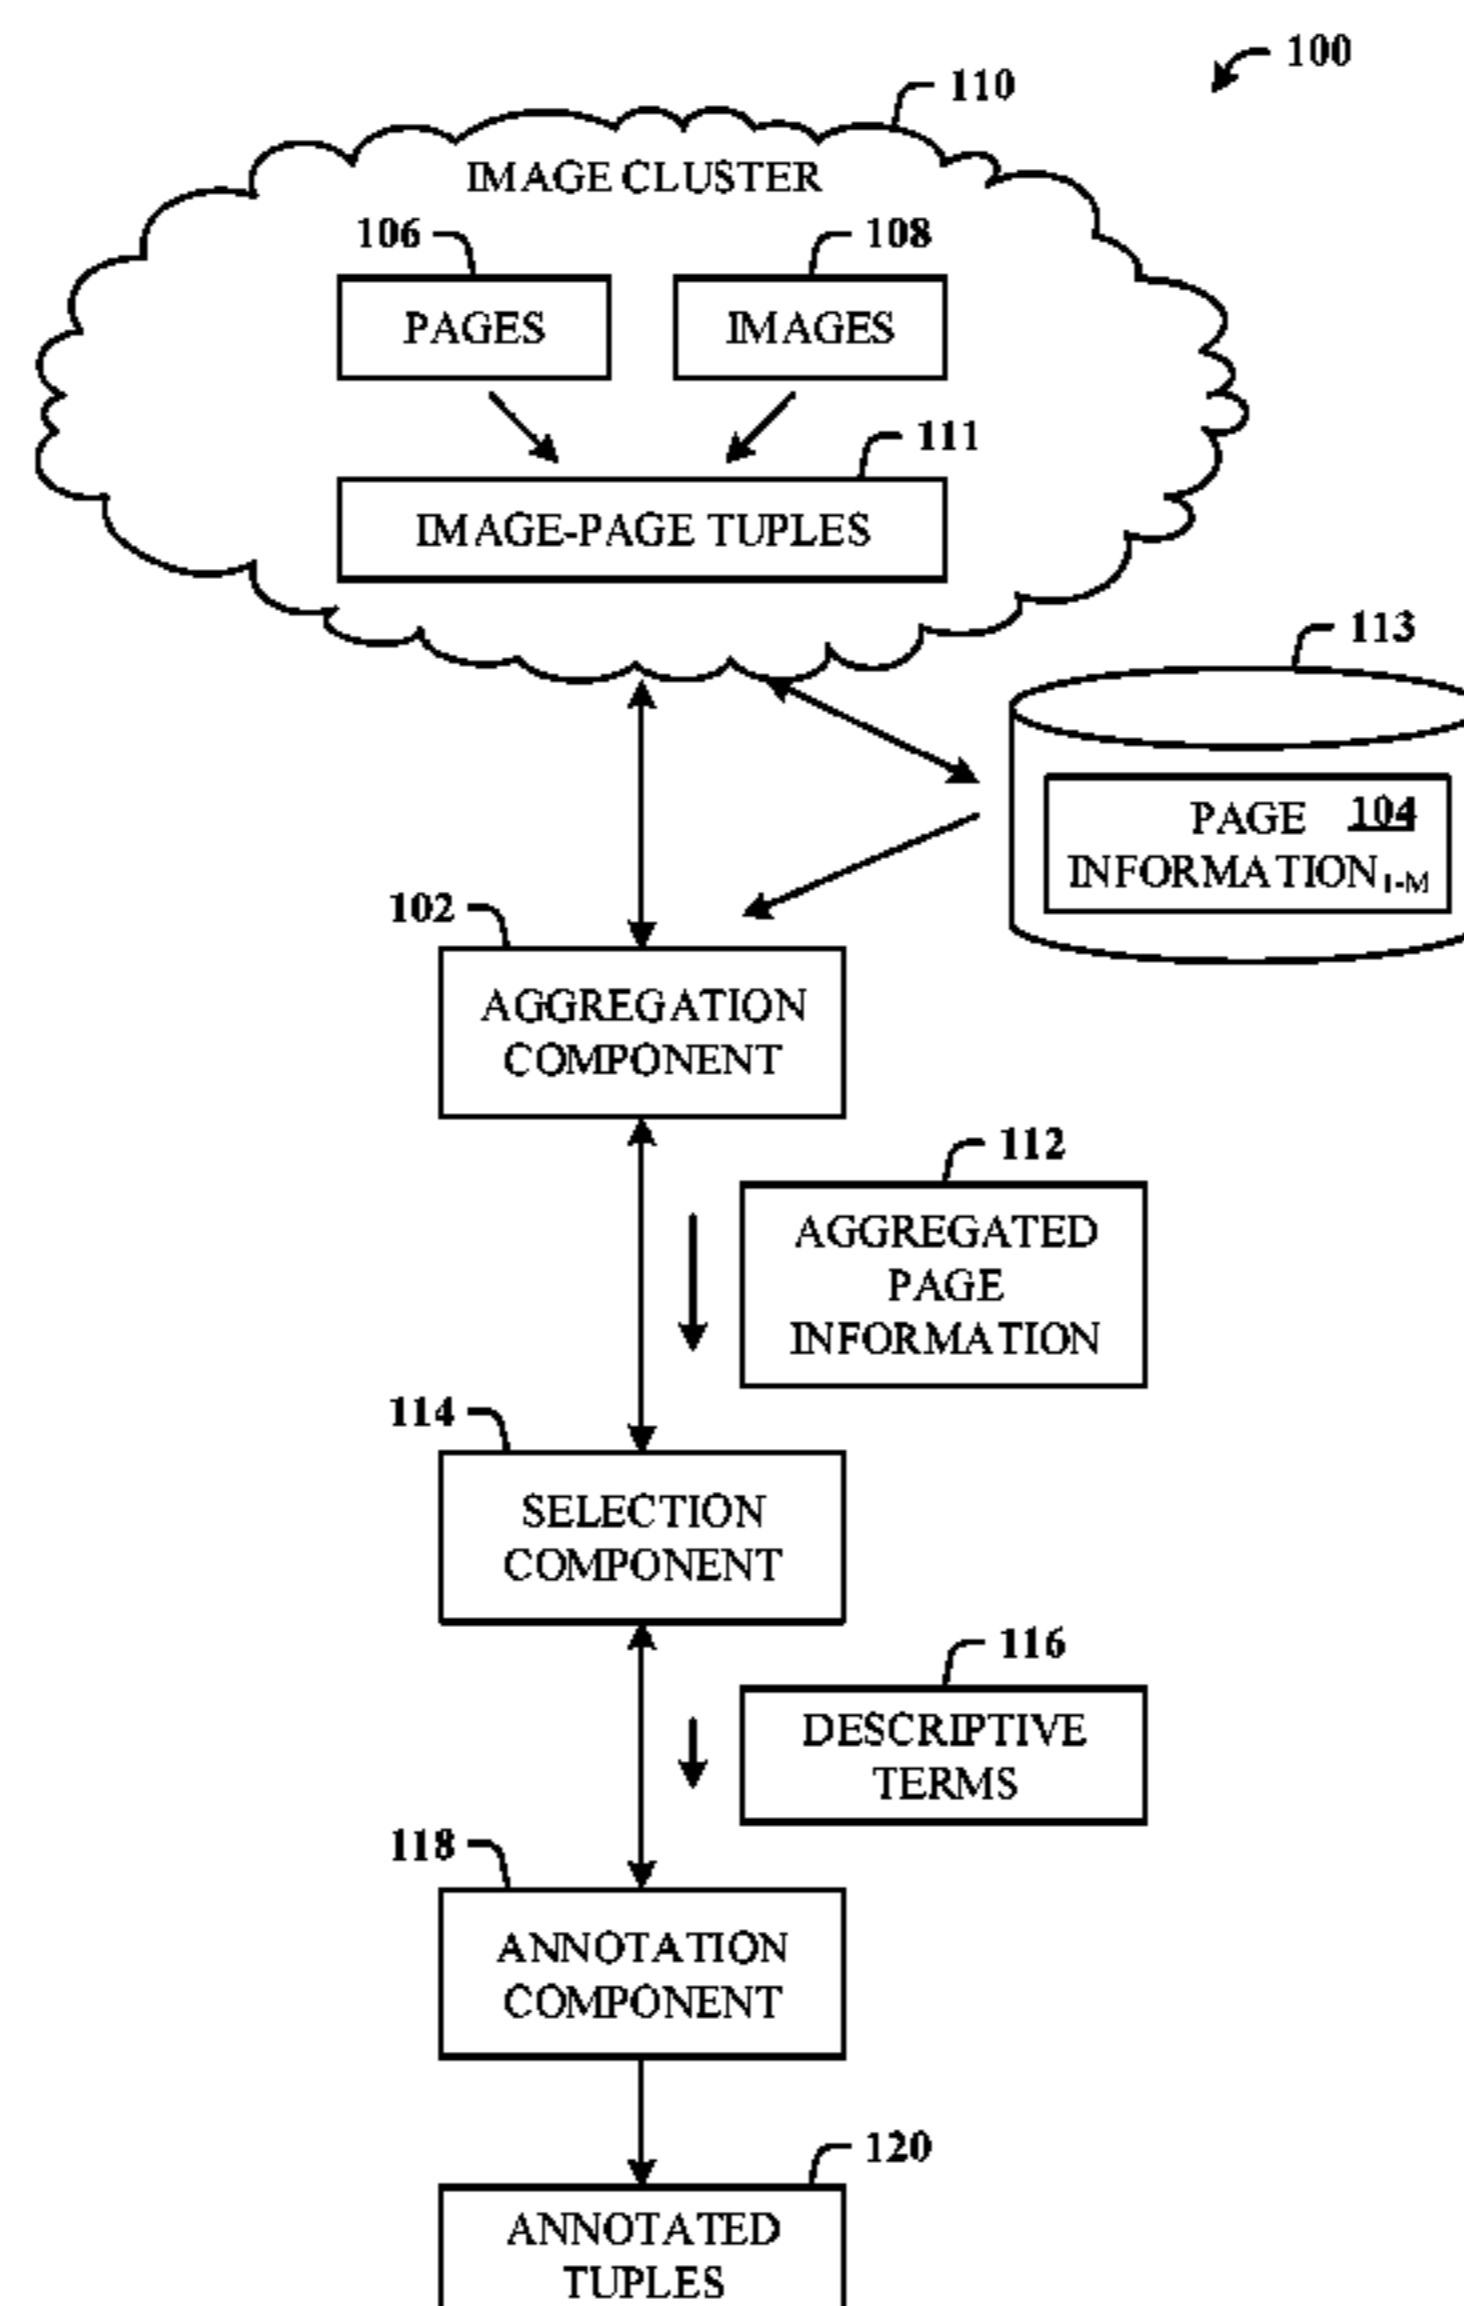 100
110
IMAGE CLUSTER
106
108
PAGES
IMAGES
111
IMAGE-PAGE TUPLES
113
PAGE 104
INFORMATION1-M
102
AGGREGATION
COMPONENT
112
AGGREGATED
PAGE
INFORMATION
114
SELECTION
COMPONENT
116
DESCRIPTIVE
TERMS
118
ANNOTATION
COMPONENT
120
ANNOTATED
TUPLES